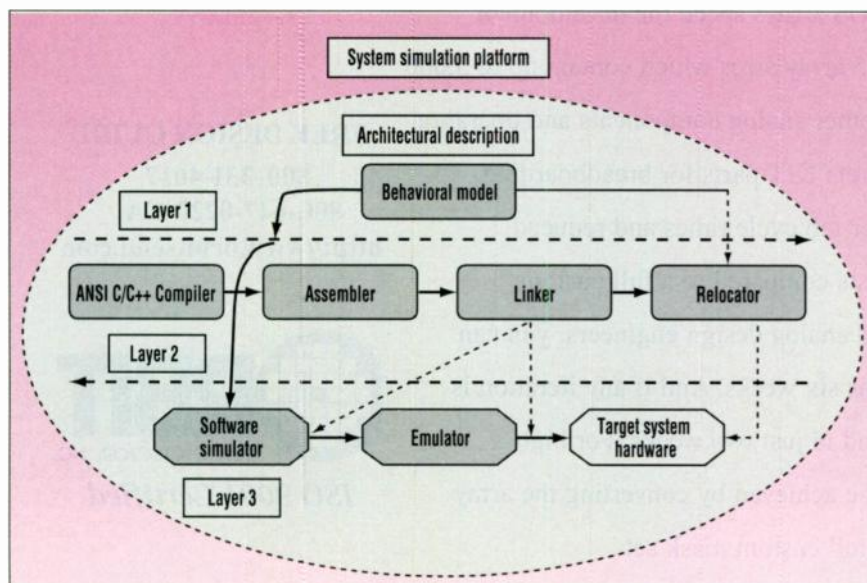 System simulation platform
Architectural description
Behavioral model
Layer 1
ANSI C/C++ Compiler
Assembler
Linker
Relocator
Layer 2
Software
simulator
Emulator
Target system
hardware
Layer 3